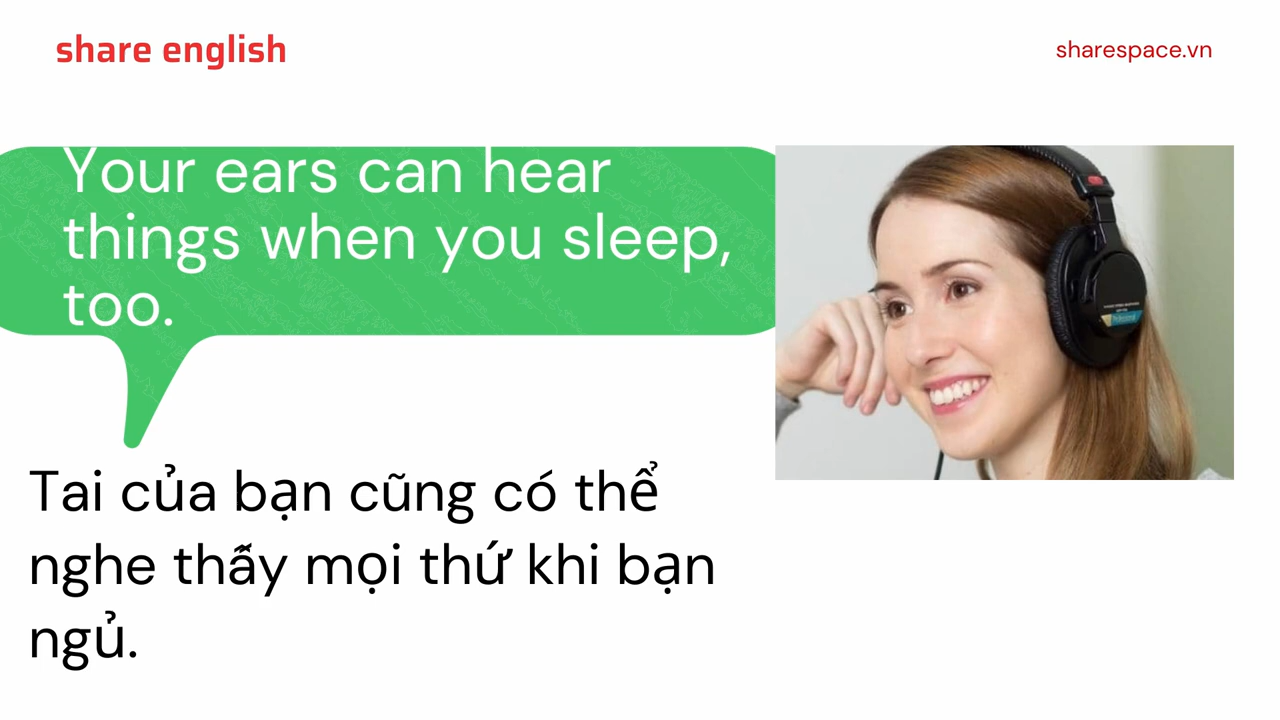 share english
sharespace.vn
Your ears can hear
things when you sleep,
too.
Tai của bạn cũng có thể
nghe thấy mọi thứ khi bạn
ngủ.